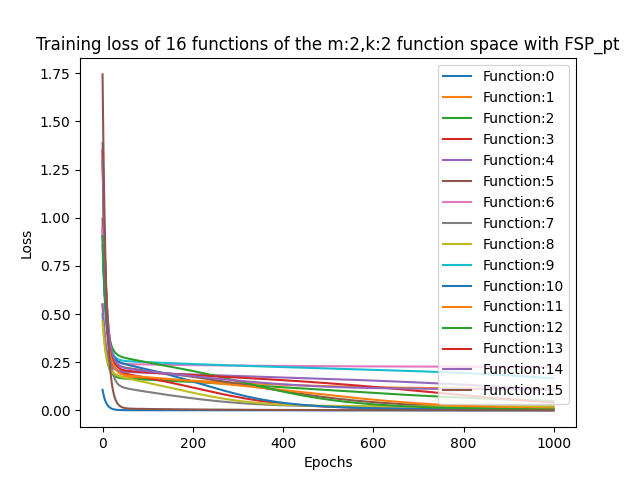 Training loss of 16 functions of the m:2,k:2 function space with FSP_pt
1.75
1.50
1.25
1.00
0.75
0.50
0.25
0.00
Loss
Function:0
Function:1
Function:2
Function:3
Function:4
Function:5
Function:6
Function:7
Function:8
Function:9
Function:10
Function:11
Function:12
Function:13
Function:14
Function:15
0 200 400 600 800 1000
Epochs